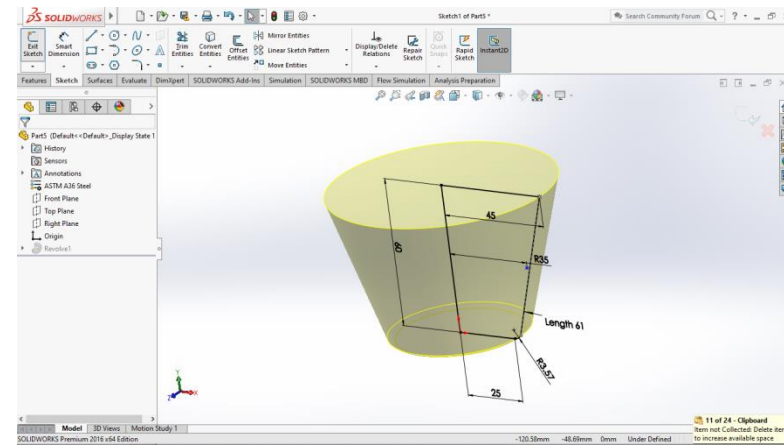 SOLIDWORKS
Sketch1 of Part5 *
Search Community Forum
Exit Sketch
Smart Dimension
Trim Entities
Convert Entities
Offset Entities
Mirror Entities
Linear Sketch Pattern
Move Entities
Display/Delete Relations
Repair Sketch
Quick Snaps
Rapid Sketch
Instant2D
Features Sketch Surfaces Evaluate DimXpert SOLIDWORKS Add-Ins Simulation SOLIDWORKS MBD Flow Simulation Analysis Preparation
Part5 (Default<<Default>_Display State 1
History
Sensors
Annotations
ASTM A36 Steel
Front Plane
Top Plane
Right Plane
Origin
Revolve1
45
60
R35
Length 61
R3.57
25
Y
X
Z
Model 3D Views Motion Study 1
SOLIDWORKS Premium 2016 x64 Edition
-120.58mm -48.69mm 0mm Under Defined
11 of 24 - Clipboard
Item not Collected: Delete
to increase available space